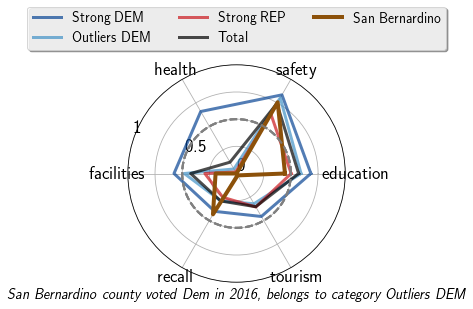 Strong DEM
Outliers DEM
Strong REP
Total
San Bernardino
health
safety
1
0.5
0
facilities
education
recall
tourism
San Bernardino county voted Dem in 2016, belongs to category Outliers DEM